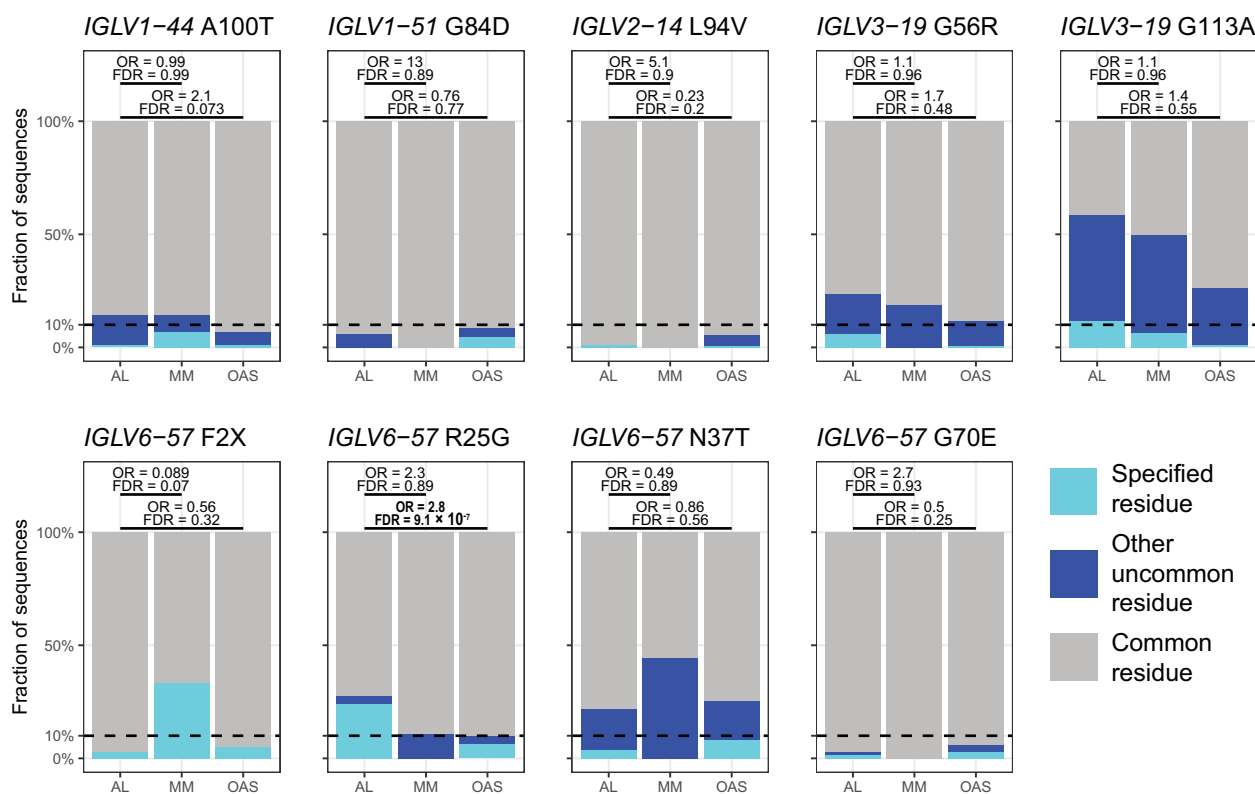 IGLV1−44 A100T
IGLV1−51 G84D
IGLV2−14 L94V
IGLV3−19 G56R
IGLV3−19 G113A
OR = 0.99
FDR = 0.99
OR = 2.1
FDR = 0.073
OR = 13
FDR = 0.89
OR = 0.76
FDR = 0.77
OR = 5.1
FDR = 0.9
OR = 0.23
FDR = 0.2
OR = 1.1
FDR = 0.96
OR = 1.7
FDR = 0.48
OR = 1.1
FDR = 0.96
OR = 1.4
FDR = 0.55
Fraction of sequences
100%
50%
10%
0%
AL MM OAS
AL MM OAS
AL MM OAS
AL MM OAS
AL MM OAS
IGLV6−57 F2X
IGLV6−57 R25G
IGLV6−57 N37T
IGLV6−57 G70E
OR = 0.089
FDR = 0.07
OR = 0.56
FDR = 0.32
OR = 2.3
FDR = 0.89
OR = 2.8
FDR = 9.1 × 10⁻⁷
OR = 0.49
FDR = 0.89
OR = 0.86
FDR = 0.56
OR = 2.7
FDR = 0.93
OR = 0.5
FDR = 0.25
Fraction of sequences
100%
50%
10%
0%
AL MM OAS
AL MM OAS
AL MM OAS
AL MM OAS
Specified
residue
Other
uncommon
residue
Common
residue